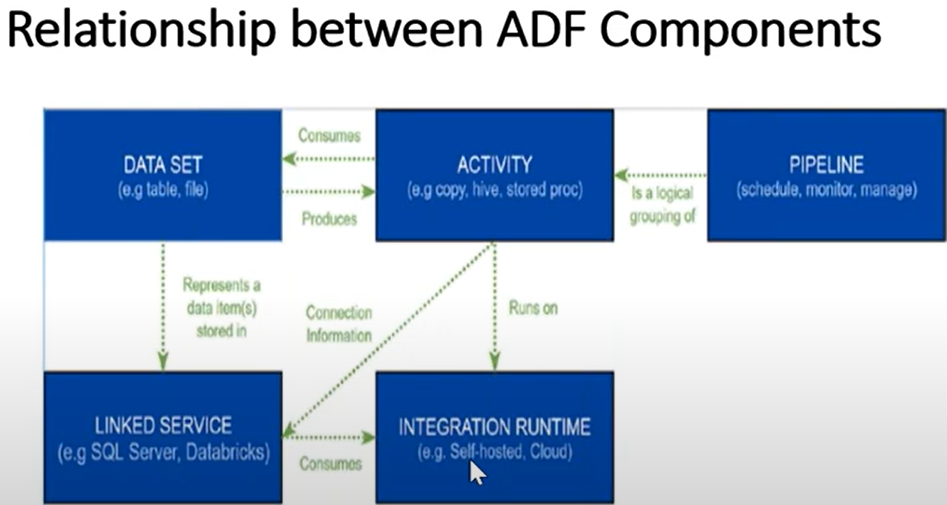 Relationship between ADF Components
DATA SET
(e.g table, file)
Consumes
Produces
ACTIVITY
(e.g copy, hive, stored proc)
Is a logical
grouping of
PIPELINE
(schedule, monitor, manage)
Represents a
data item(s)
stored in
Connection
Information
Runs on
LINKED SERVICE
(e.g SQL Server, Databricks)
Consumes
INTEGRATION RUNTIME
(e.g. Self-hosted, Cloud)